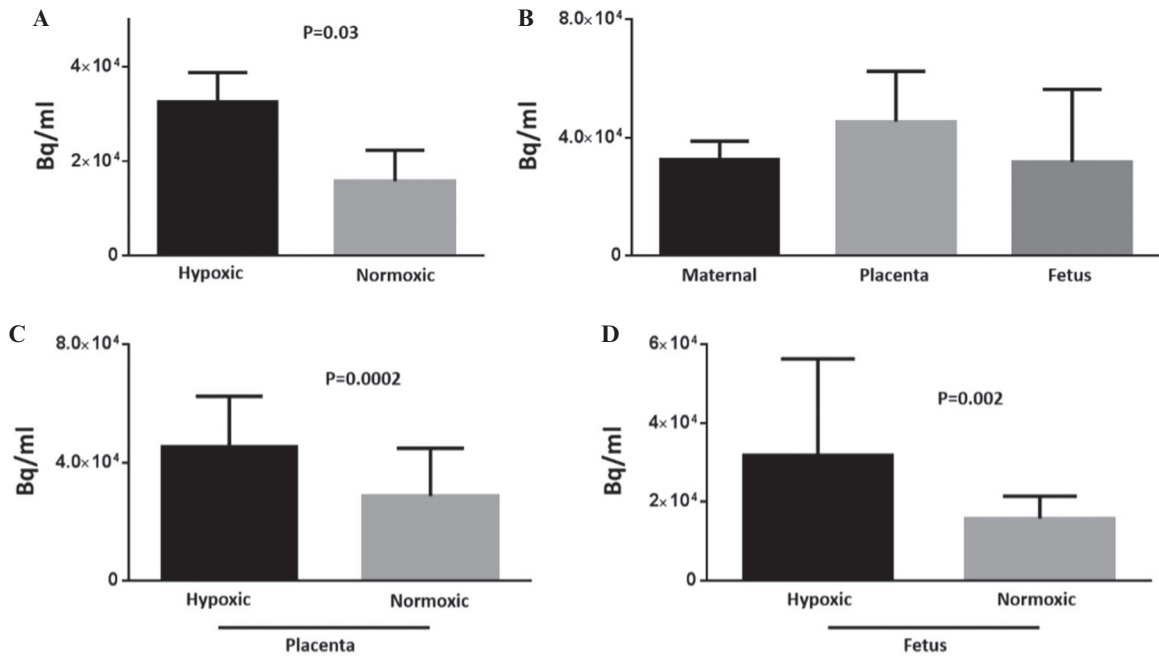 A
P=0.03
4×10⁴
2×10⁴
0
Bq/ml
Hypoxic Normoxic
B
8.0×10⁴
4.0×10⁴
0
Bq/ml
Maternal Placenta Fetus
C
8.0×10⁴
P=0.0002
4.0×10⁴
0
Bq/ml
Hypoxic Normoxic
Placenta
D
6×10⁴
P=0.002
4×10⁴
2×10⁴
0
Bq/ml
Hypoxic Normoxic
Fetus